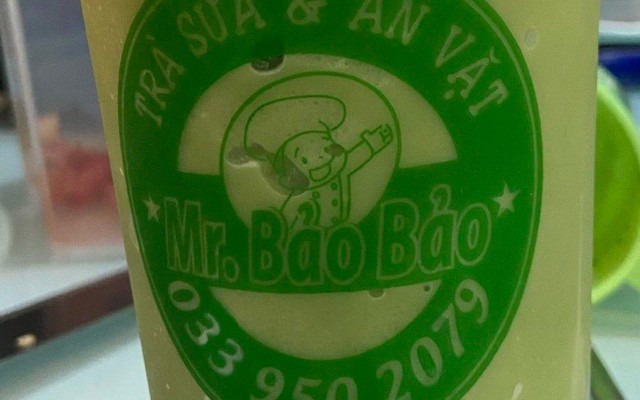 TRÀ SỮA & ĂN VẶT
Mr. Bảo Bảo
033 950 2079